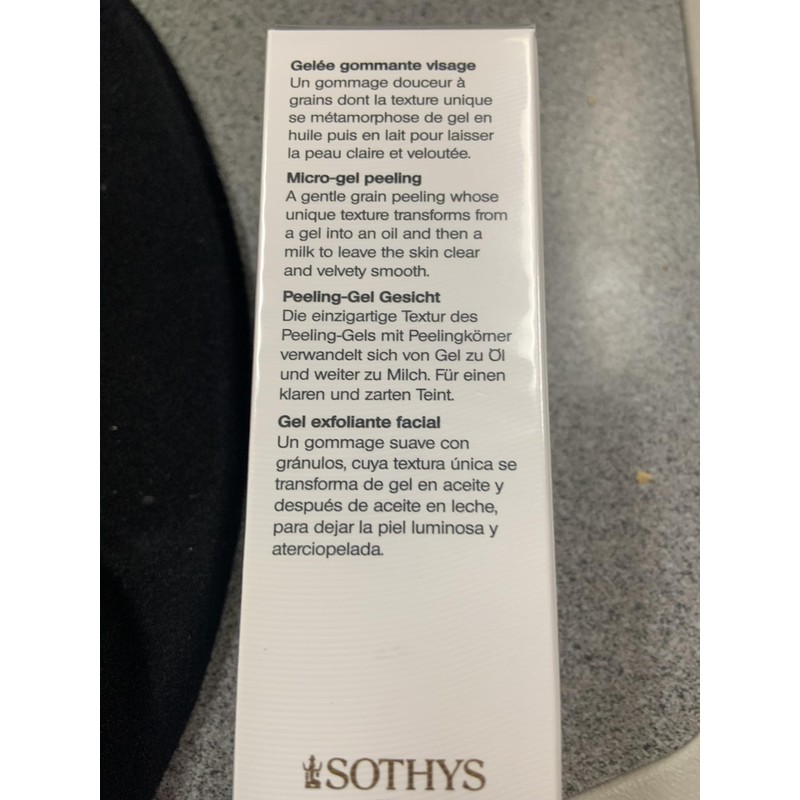 Gelée gommante visage
Un gommage douceur à
grains dont la texture unique
se métamorphose de gel en
huile puis en lait pour laisser
la peau claire et veloutée.
Micro-gel peeling
A gentle grain peeling whose
unique texture transforms from
a gel into an oil and then a
milk to leave the skin clear
and velvety smooth.
Peeling-Gel Gesicht
Die einzigartige Textur des
Peeling-Gels mit Peelingkörner
verwandelt sich von Gel zu Öl
und weiter zu Milch. Für einen
klaren und zarten Teint.
Gel exfoliante facial
Un gommage suave con
gránulos, cuya textura única se
transforma de gel en aceite y
después de aceite en leche,
para dejar la piel luminosa y
aterciopelada.
SOTHYS